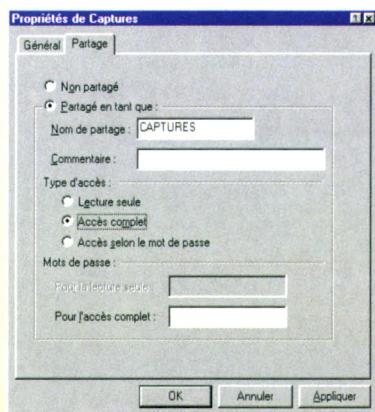 Propriétés de Captures
Général Partage
Non partagé
Partagé en tant que :
Nom de partage : CAPTURES
Commentaire :
Type d'accès :
Lecture seule
Accès complet
Accès selon le mot de passe
Mots de passe :
Pour la lecture seule :
Pour l'accès complet :
OK Annuler Appliquer